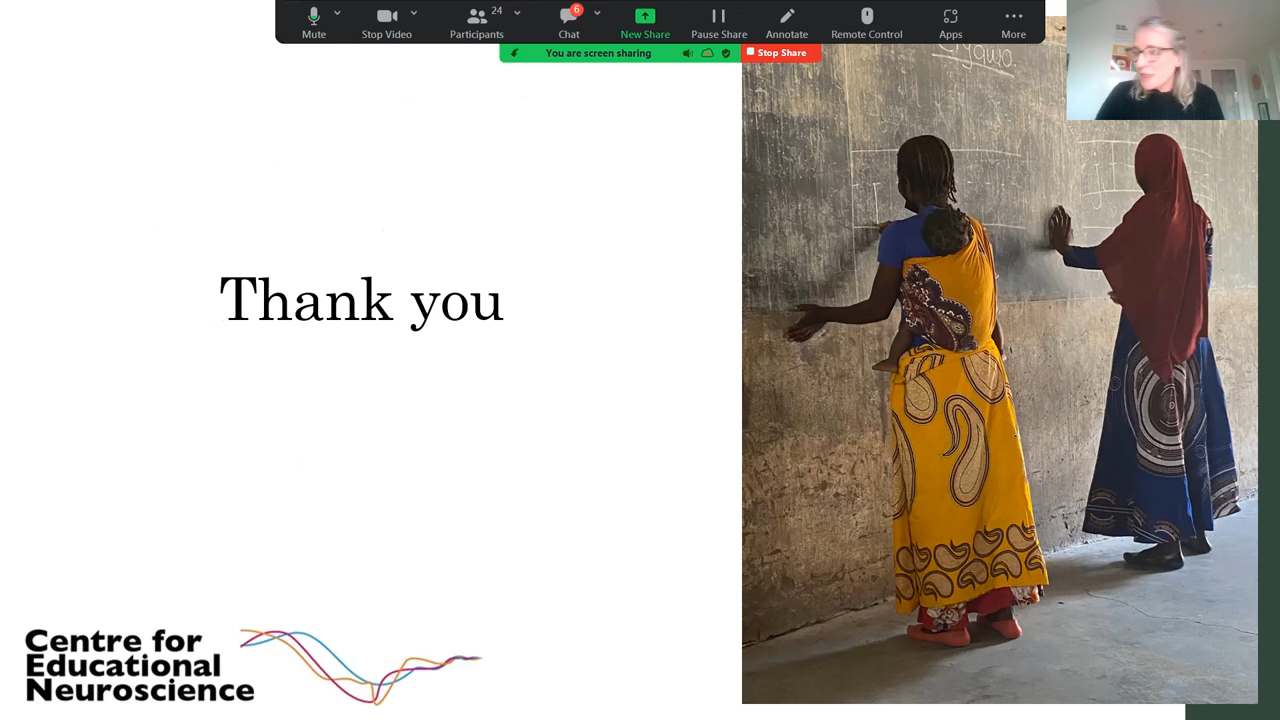 Mute
Stop Video
24
Participants
6
Chat
New Share
Pause Share
Annotate
Remote Control
Apps
More
You are screen sharing
Stop Share
Thank you
Centre for
Educational
Neuroscience